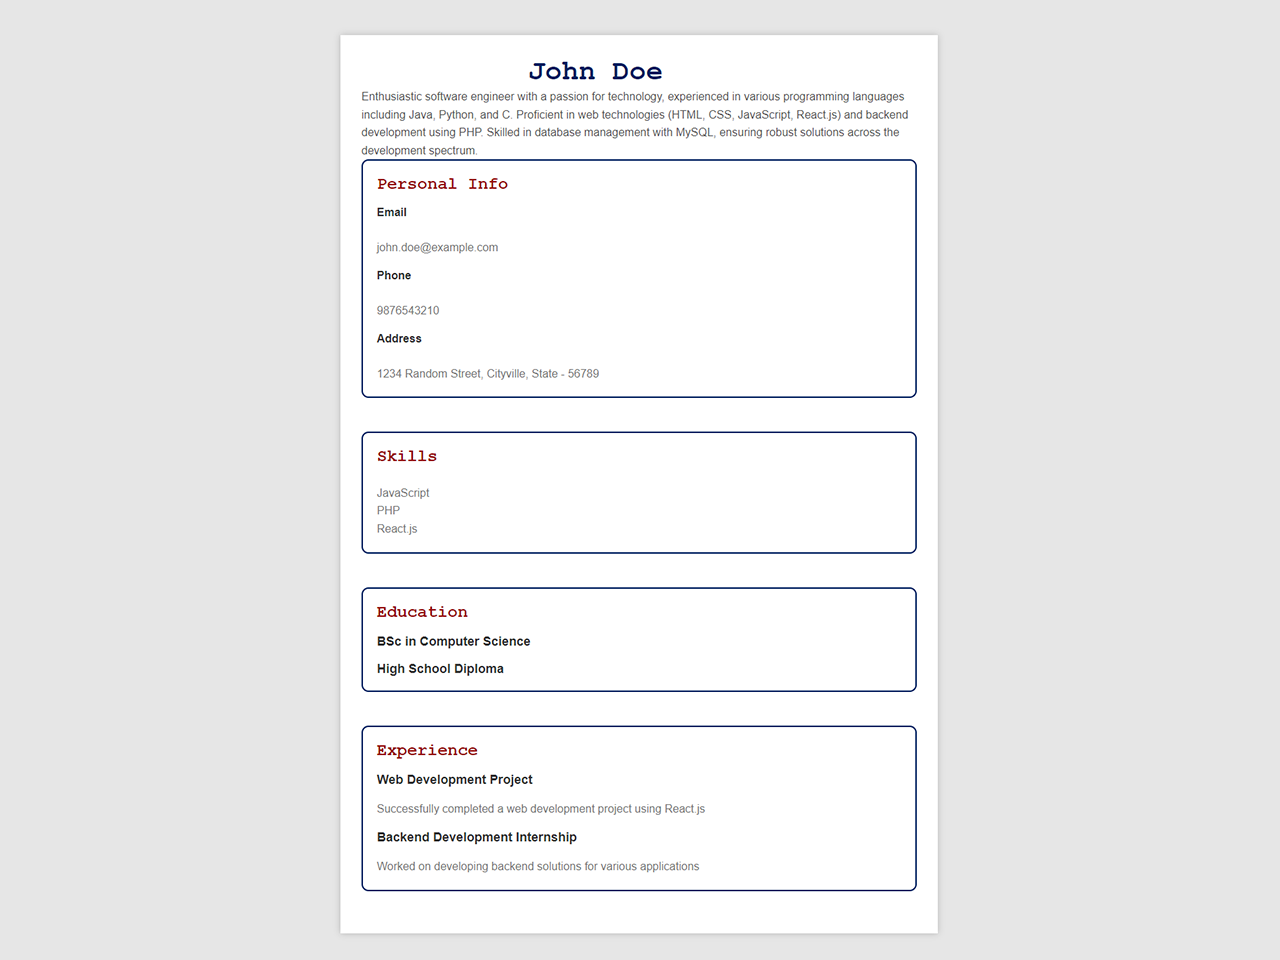 John Doe
Enthusiastic software engineer with a passion for technology, experienced in various programming languages
including Java, Python, and C. Proficient in web technologies (HTML, CSS, JavaScript, React.js) and backend
development using PHP. Skilled in database management with MySQL, ensuring robust solutions across the
development spectrum.
Personal Info
Email
john.doe@example.com
Phone
9876543210
Address
1234 Random Street, Cityville, State - 56789
Skills
JavaScript
PHP
React.js
Education
BSc in Computer Science
High School Diploma
Experience
Web Development Project
Successfully completed a web development project using React.js
Backend Development Internship
Worked on developing backend solutions for various applications